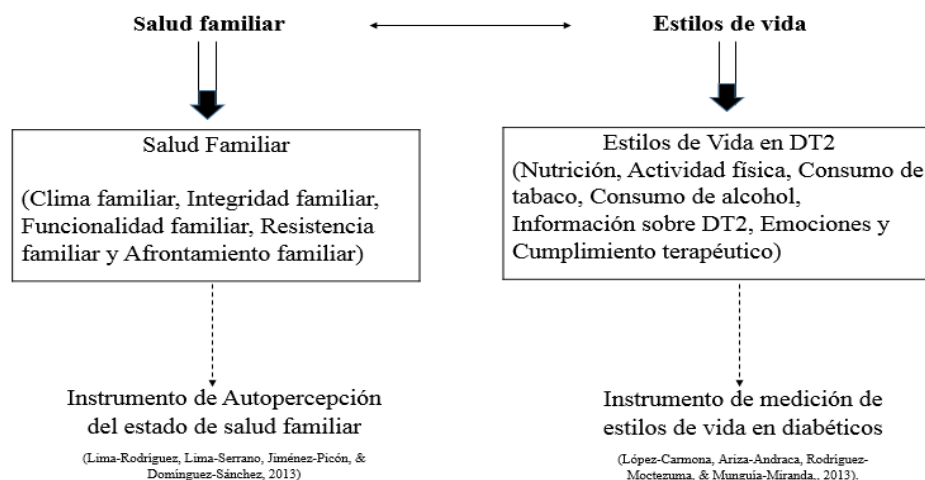 Salud familiar
Estilos de vida
Salud Familiar
(Clima familiar, Integridad familiar,
Funcionalidad familiar, Resistencia
familiar y Afrontamiento familiar)
Estilos de Vida en DT2
(Nutrición, Actividad física, Consumo de
tabaco, Consumo de alcohol,
Información sobre DT2, Emociones y
Cumplimiento terapéutico)
Instrumento de Autopercepción
del estado de salud familiar
(Lima-Rodríguez, Lima-Serrano, Jiménez-Picón, &
Domínguez-Sánchez, 2013)
Instrumento de medición de
estilos de vida en diabéticos
(López-Carmona, Ariza-Andraca, Rodríguez-
Moctezuma, & Munguía-Miranda,, 2013).